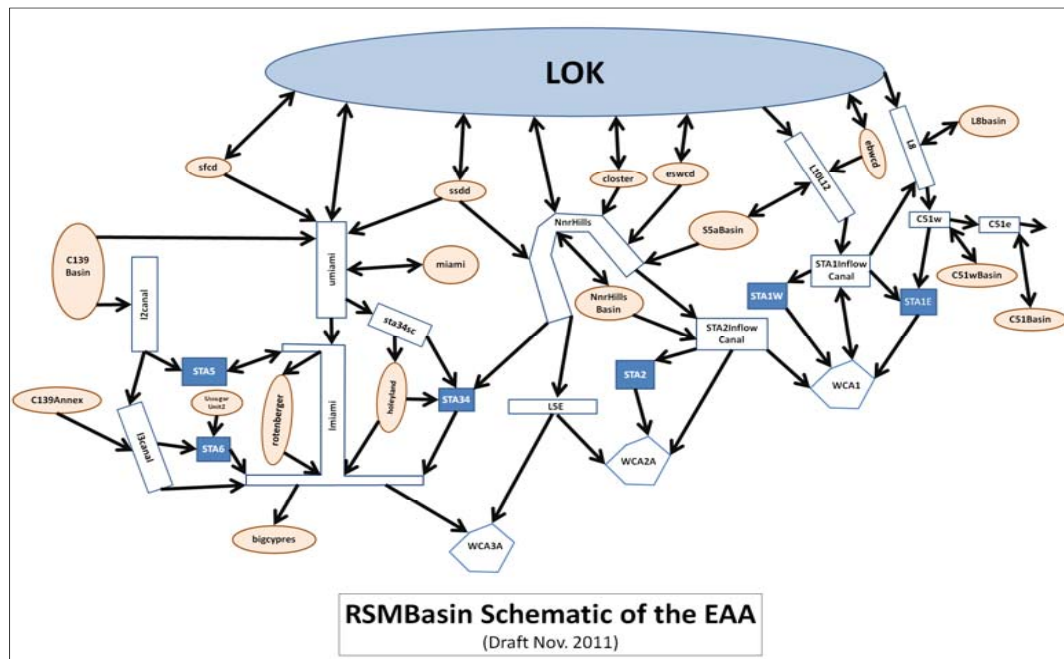 LOK
L8basin
L8
ebwcd
L10L12
sfcd
ssdd
closter
eswcd
NnrHills
S5aBasin
C51w
C51e
C139
Basin
umiami
miami
STA1Inflow
Canal
C51wBasin
l2canal
NnrHills
Basin
STA1W
STA1E
C51Basin
sta34sc
STA2Inflow
Canal
STA5
STA2
WCA1
C139Annex
Unit2
rotenberger
lmiami
holeyland
STA34
L5E
l3canal
STA6
WCA2A
bigcypres
WCA3A
RSMBasin Schematic of the EAA
(Draft Nov. 2011)